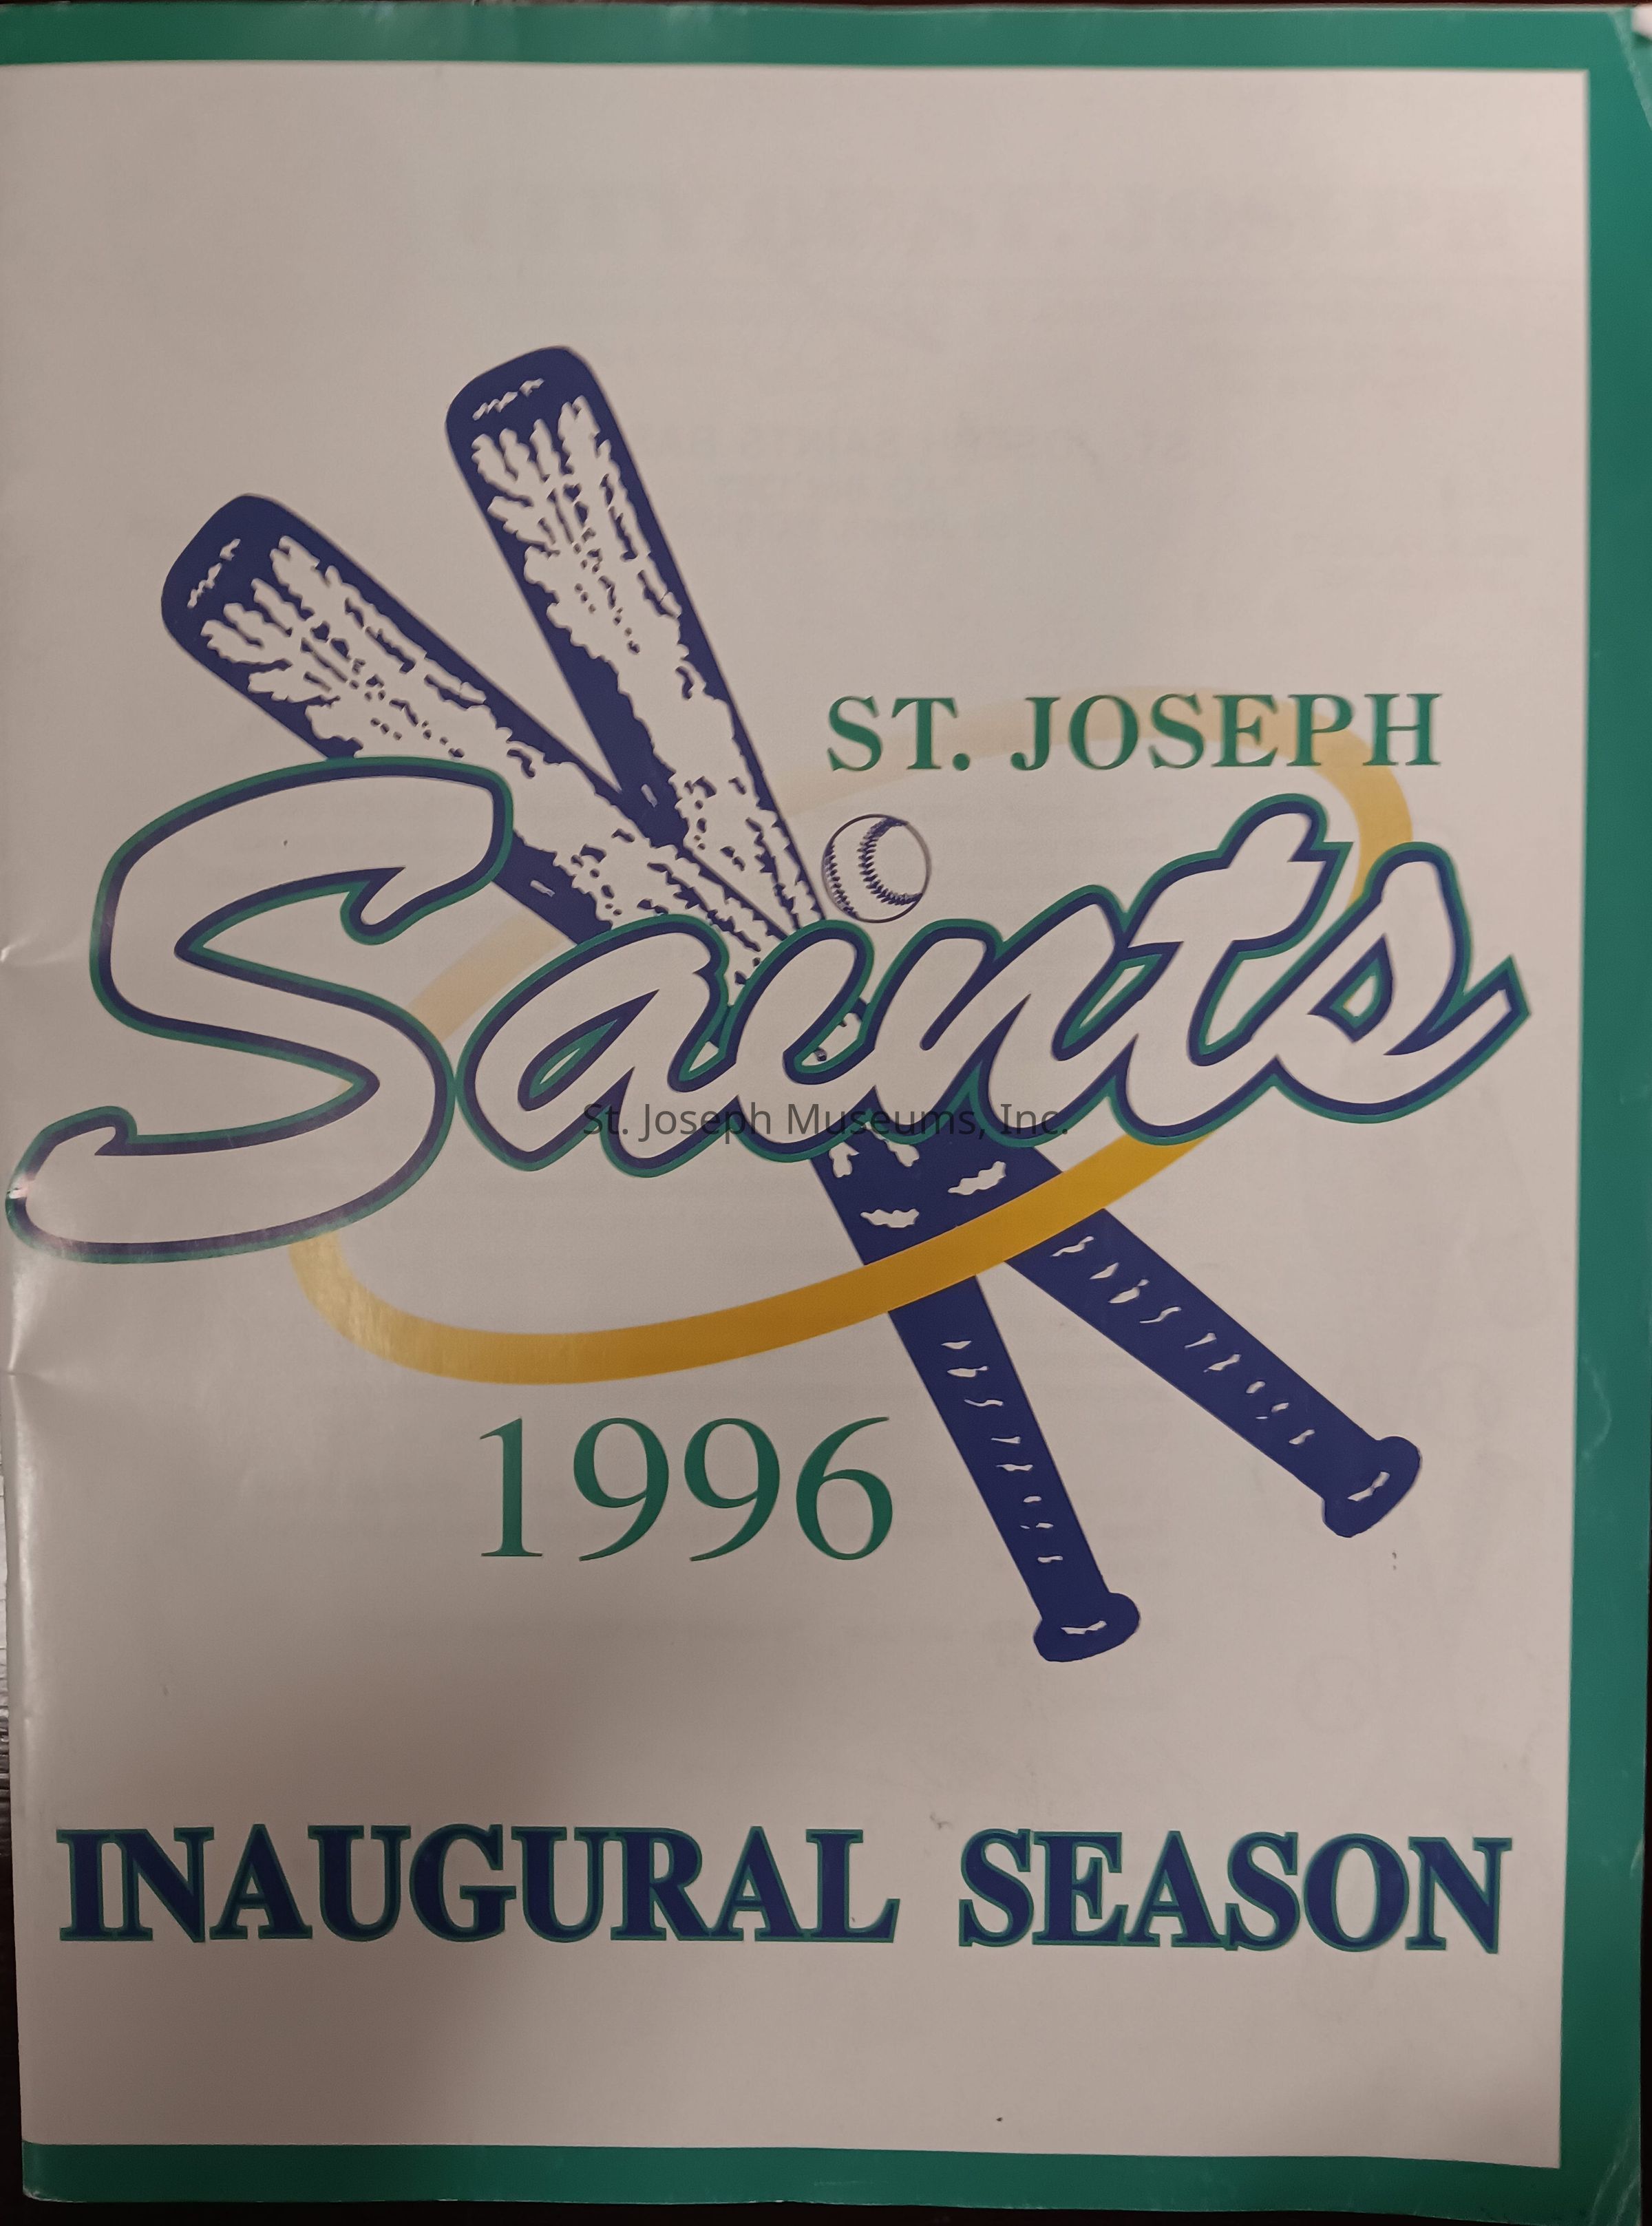 ST. JOSEPH
Saints
St. Joseph Museums, Inc.
1996
INAUGURAL SEASON